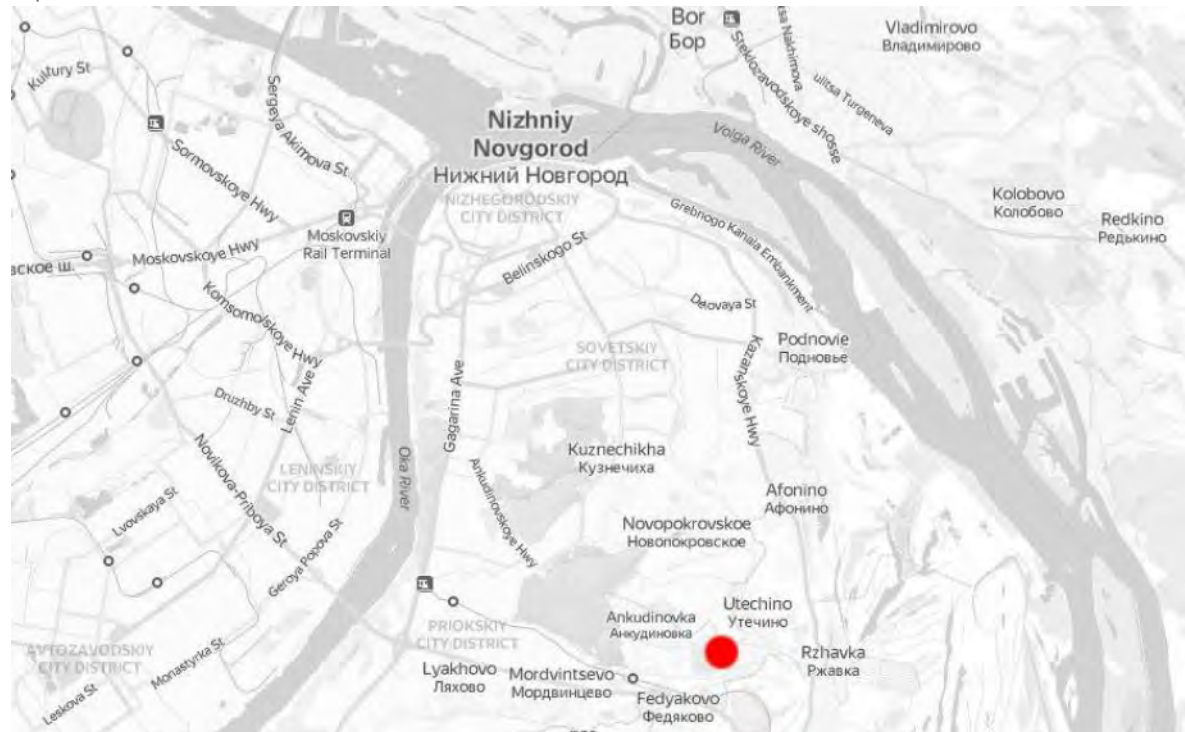 Bor
Бор
Vladimirovo
Владимирово
ulitsa Nakhimova
Steklozavodskoye shosse
ulitsa Turgeneva
Kultury St
Sergeya Akimova St
Nizhniy
Novgorod
Нижний Новгород
Volga River
Sormovskoye Hwy
NIZHEGORODSKIY
CITY DISTRICT
Kolobovo
Колобово
Redkino
Редькино
Grebnogo Kanala Embankment
Moskovskiy
Rail Terminal
Moskovskoye Hwy
вское ш.
Belinskogo St
Komsomolskoye Hwy
Delovaya St
SOVETSKIY
CITY DISTRICT
Podnovie
Подновье
Kazanskoye Hwy
Druzhby St
Lenin Ave
Gagarina Ave
Novikova-Priboya St
LENINSKIY
CITY DISTRICT
Oka River
Ankudinovskoye Hwy
Kuznechikha
Кузнечиха
Afonino
Афонино
Lvovskaya St
Geroya Popova St
Novopokrovskoe
Новопокровское
Utechino
Утечино
Ankudinovka
Анкудиновка
PRIOKSKIY
CITY DISTRICT
AVTOZAVODSKIY
CITY DISTRICT
Monastyrka St
Leskova St
Lyakhovo
Ляхово
Mordvintsevo
Мордвинцево
Rzhavka
Ржавка
Fedyakovo
Федяково